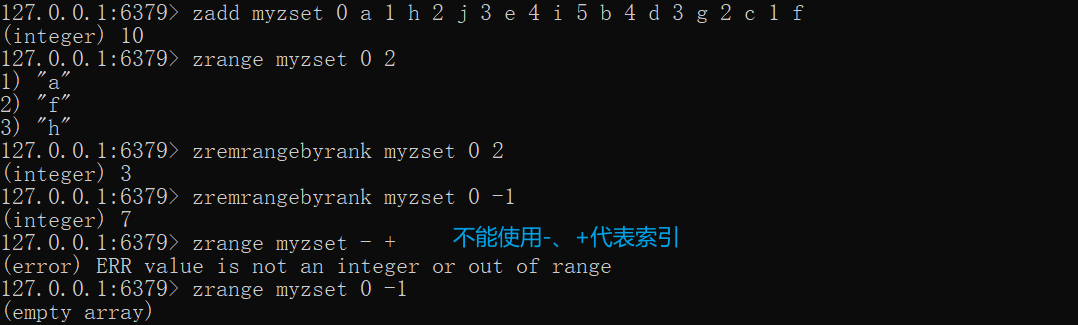 127.0.0.1:6379> zadd myzset 0 a 1 h 2 j 3 e 4 i 5 b 4 d 3 g 2 c 1 f
(integer) 10
127.0.0.1:6379> zrange myzset 0 2
1) "a"
2) "f"
3) "h"
127.0.0.1:6379> zremrangebyrank myzset 0 2
(integer) 3
127.0.0.1:6379> zremrangebyrank myzset 0 -1
(integer) 7
127.0.0.1:6379> zrange myzset - + 不能使用-、+代表索引
(error) ERR value is not an integer or out of range
127.0.0.1:6379> zrange myzset 0 -1
(empty array)